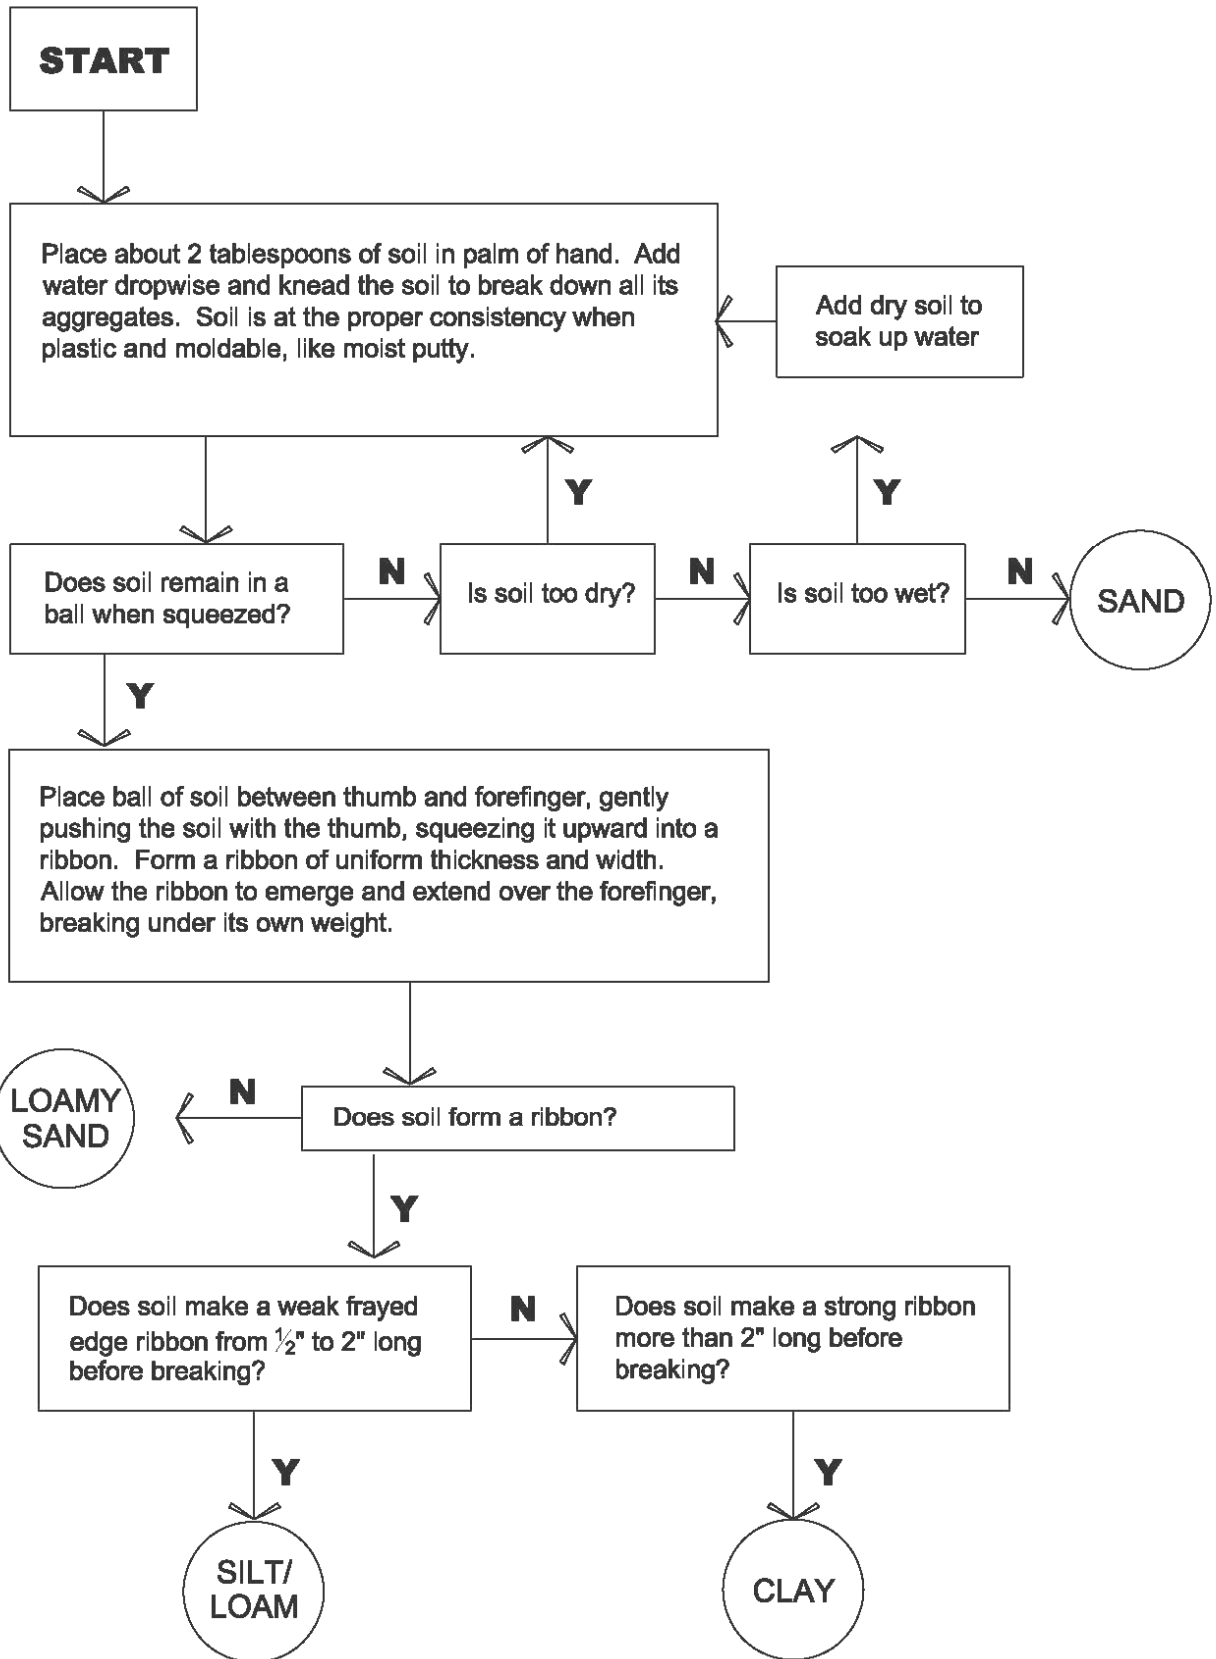 START
Place about 2 tablespoons of soil in palm of hand.  Add
water dropwise and knead the soil to break down all its
aggregates.  Soil is at the proper consistency when
plastic and moldable, like moist putty.
Add dry soil to
soak up water
Y
Y
Does soil remain in a
ball when squeezed?
N
Is soil too dry?
N
Is soil too wet?
N
SAND
Y
Place ball of soil between thumb and forefinger, gently
pushing the soil with the thumb, squeezing it upward into a
ribbon.  Form a ribbon of uniform thickness and width.
Allow the ribbon to emerge and extend over the forefinger,
breaking under its own weight.
LOAMY
SAND
N
Does soil form a ribbon?
Y
Does soil make a weak frayed
edge ribbon from ½" to 2" long
before breaking?
N
Does soil make a strong ribbon
more than 2" long before
breaking?
Y
Y
SILT/
LOAM
CLAY